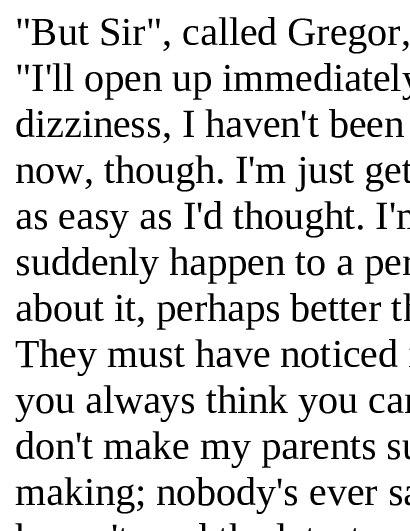 "But Sir", called Gregor,
"I'll open up immediately
dizziness, I haven't been
now, though. I'm just get
as easy as I'd thought. I'm
suddenly happen to a per
about it, perhaps better th
They must have noticed
you always think you can
don't make my parents su
making; nobody's ever sa